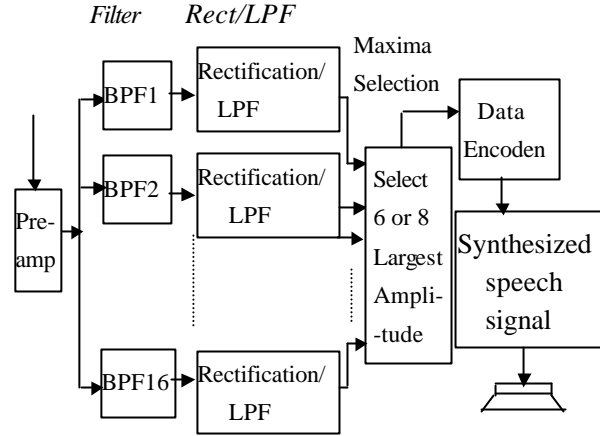 Filter
Rect/LPF
Maxima
Selection
Pre-
amp
BPF1
Rectification/
LPF
BPF2
Rectification/
LPF
BPF16
Rectification/
LPF
Select
6 or 8
Largest
Ampli-
-tude
Data
Encoden
Synthesized
speech
signal